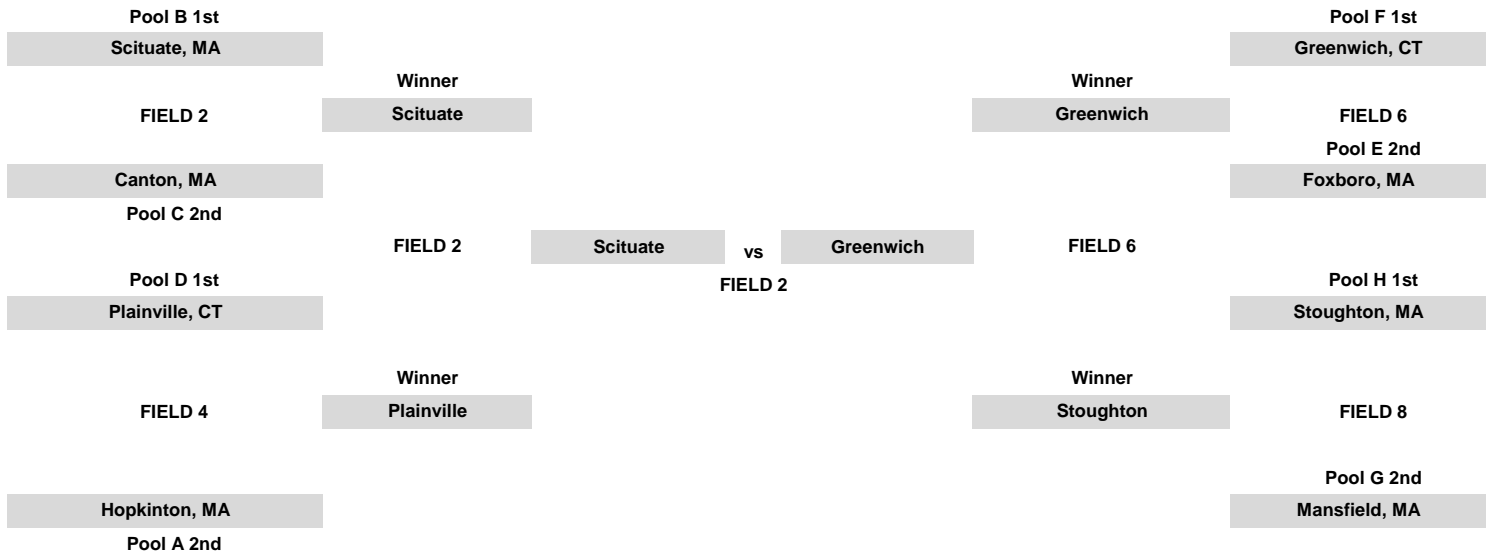 Pool B 1st Pool F 1st
Scituate, MA Greenwich, CT
Winner Winner
FIELD 2 Scituate Greenwich FIELD 6
Pool E 2nd
Canton, MA Foxboro, MA
Pool C 2nd
FIELD 2 Scituate vs Greenwich FIELD 6
Pool D 1st FIELD 2 Pool H 1st
Plainville, CT Stoughton, MA
Winner Winner
FIELD 4 Plainville Stoughton FIELD 8
Pool G 2nd
Hopkinton, MA Mansfield, MA
Pool A 2nd